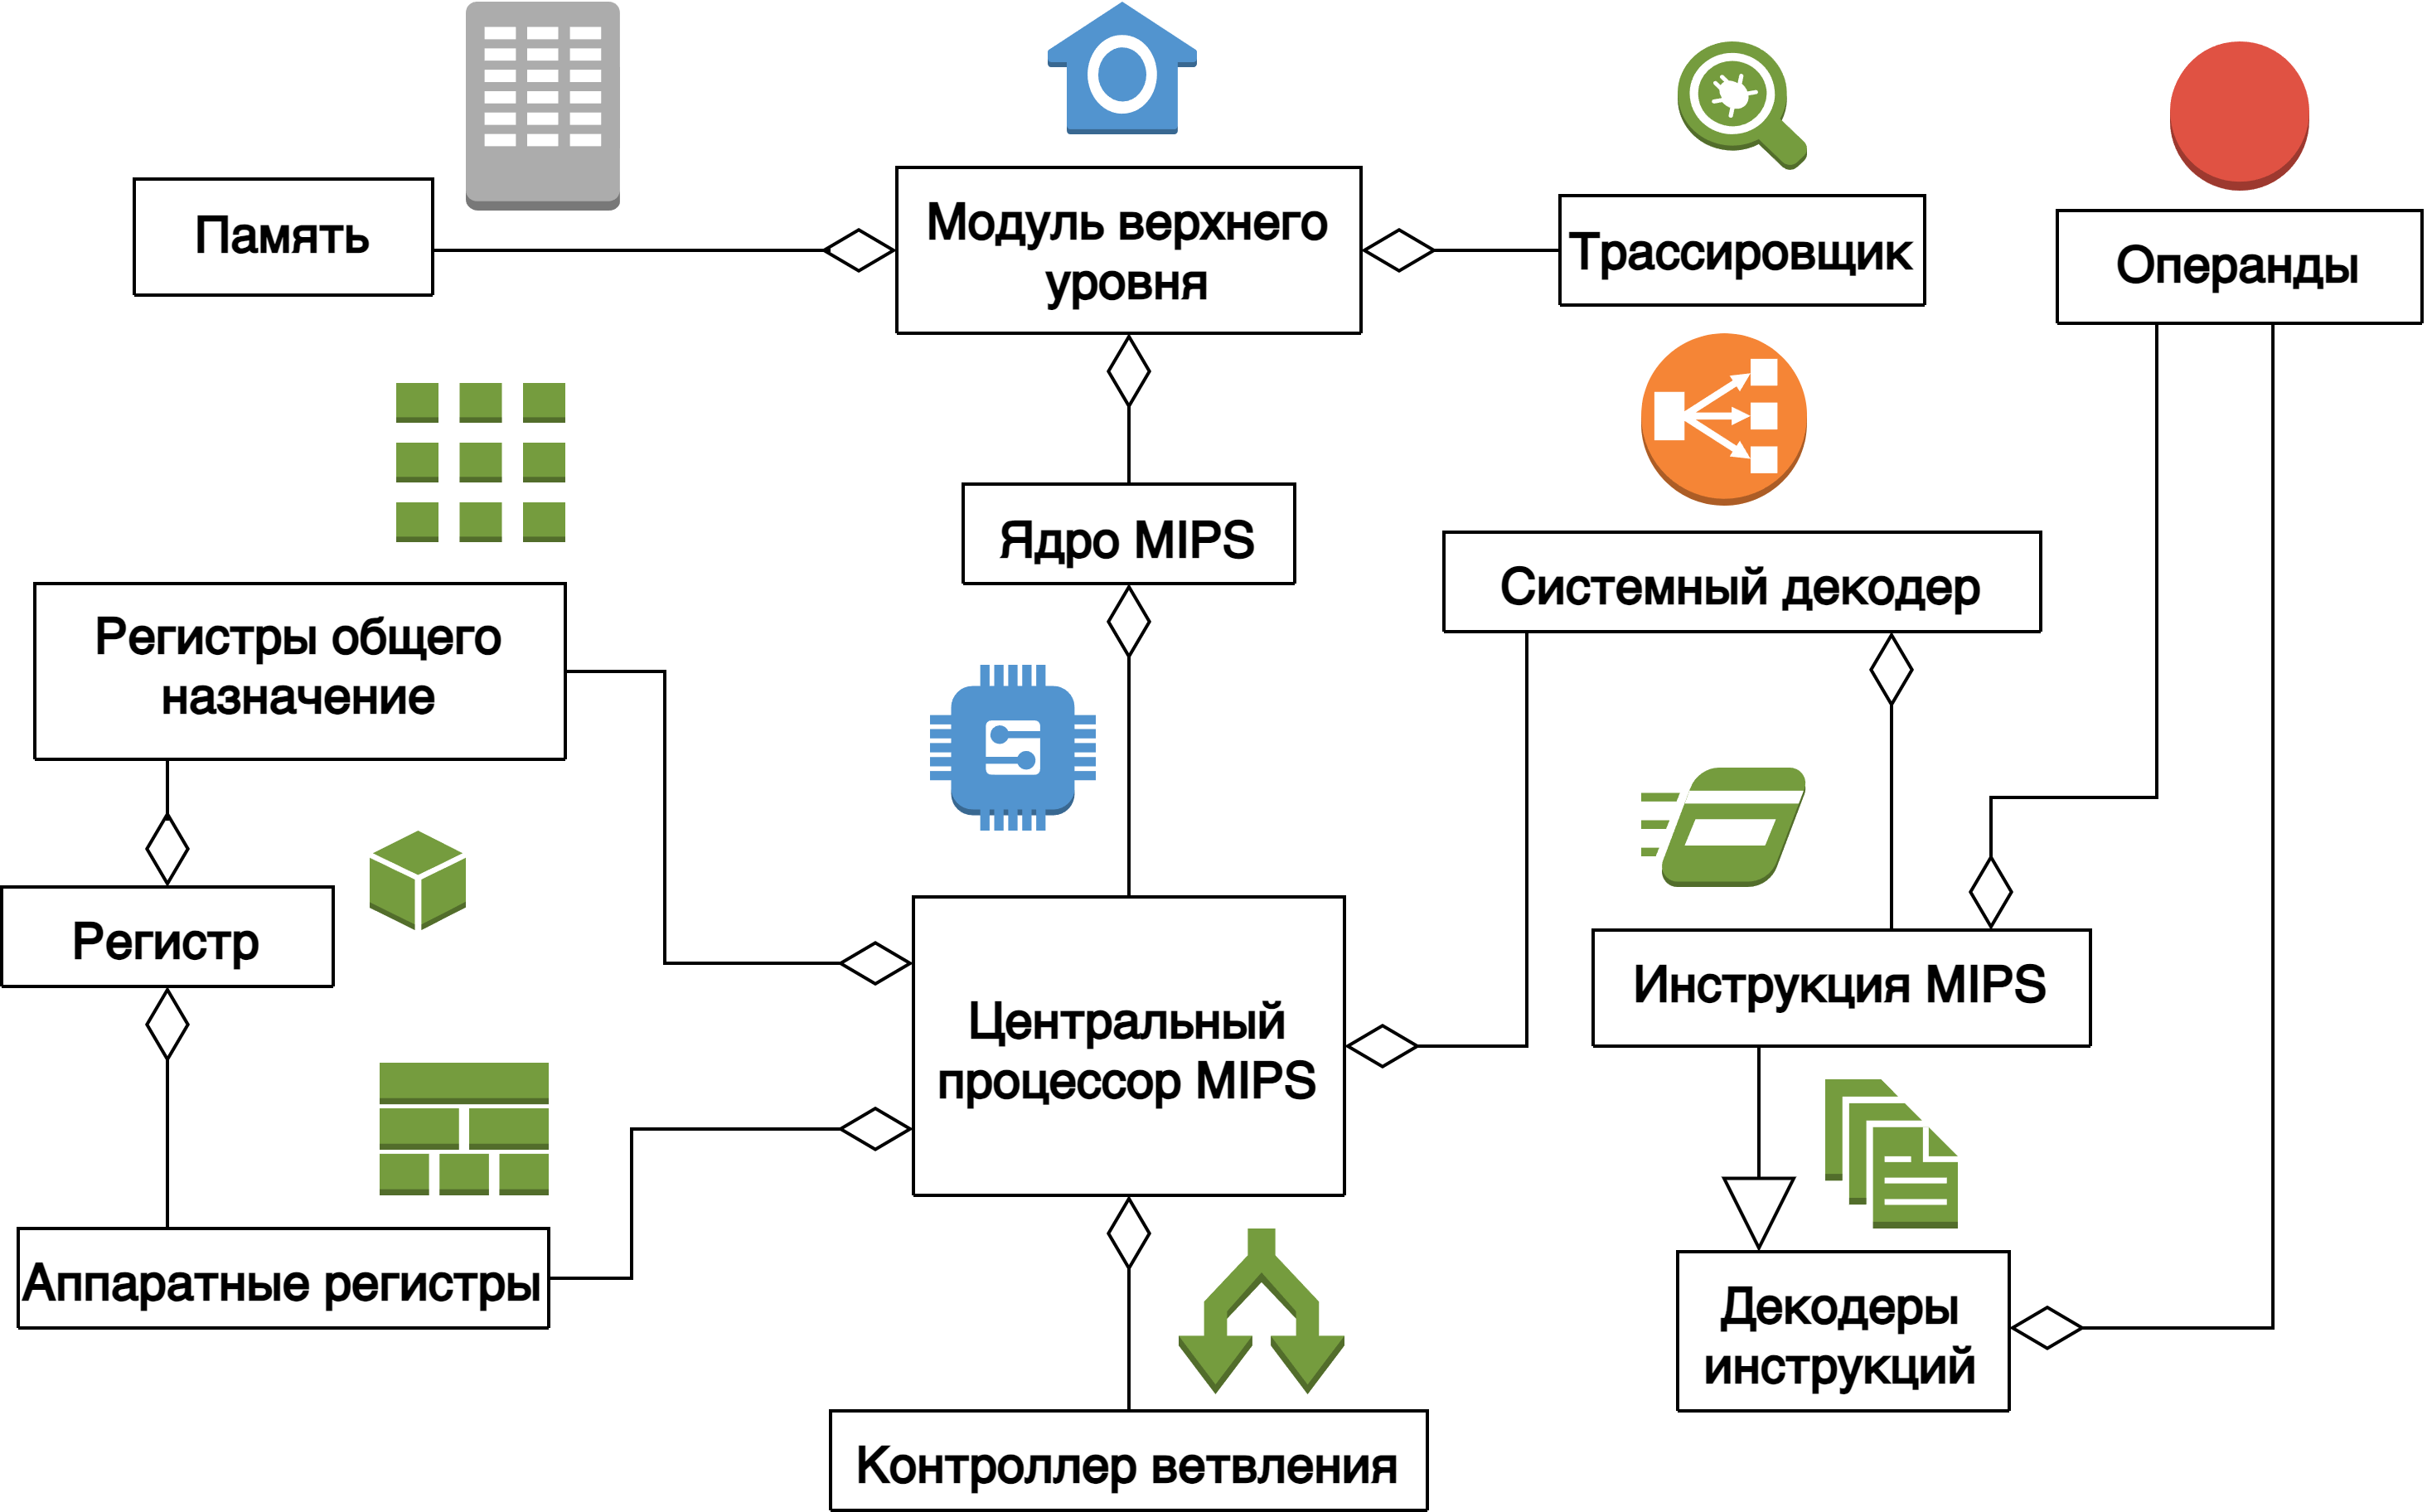 Память
Модуль верхнего
уровня
Трассировщик
Операнды
Ядро MIPS
Системный декодер
Регистры общего
назначение
Регистр
Центральный
процессор MIPS
Инструкция MIPS
Аппаратные регистры
Декодеры
инструкций
Контроллер ветвления